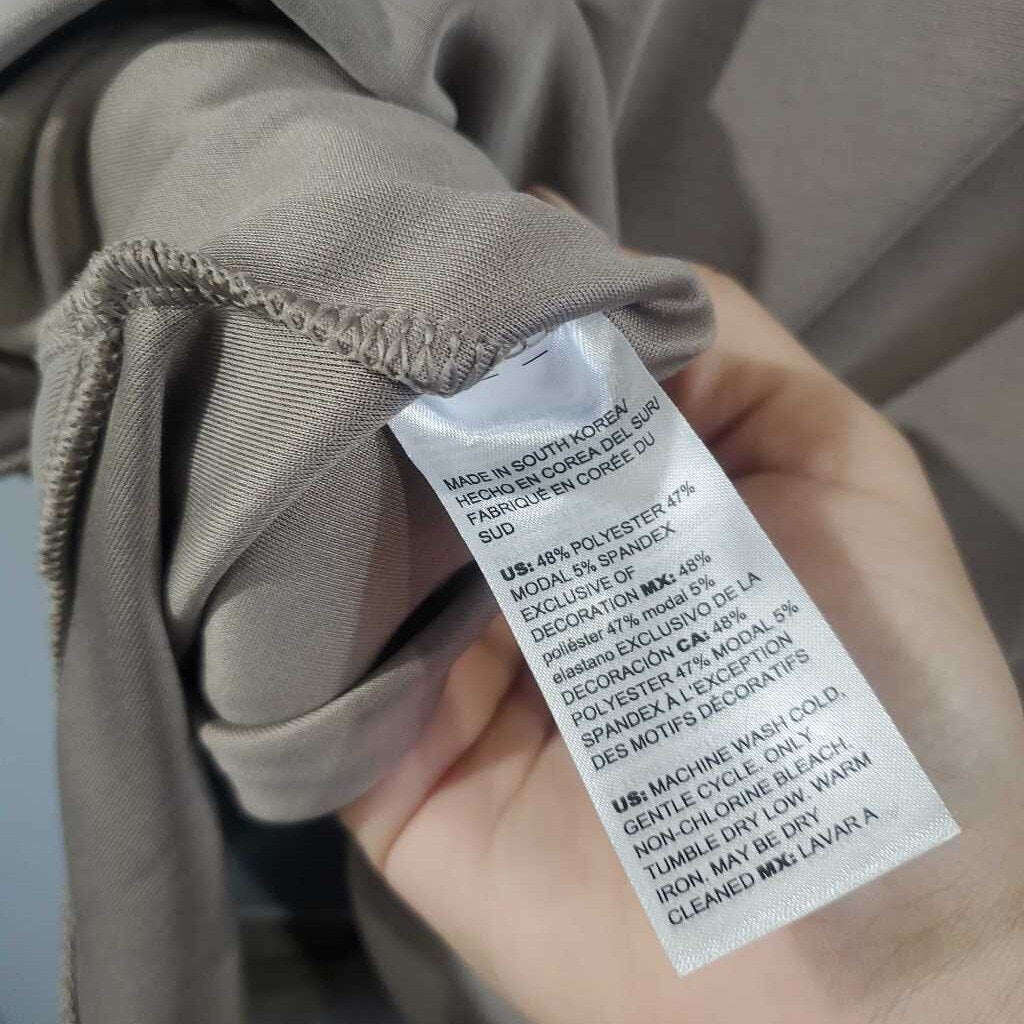 MADE IN SOUTH KOREA/
HECHO EN COREA DEL SUR/
FABRIQUÉ EN CORÉE DU
SUD
US: 48% POLYESTER 47%
MODAL 5% SPANDEX
EXCLUSIVE OF
DECORATION MX: 48%
poliéster 47% modal 5%
elastano EXCLUSIVO DE LA
DECORACIÓN CA: 48%
POLYESTER 47% MODAL 5%
SPANDEX À L'EXCEPTION
DES MOTIFS DÉCORATIFS
US: MACHINE WASH COLD,
GENTLE CYCLE. ONLY
NON-CHLORINE BLEACH.
TUMBLE DRY LOW. WARM
IRON, MAY BE DRY
CLEANED MX: LAVAR A